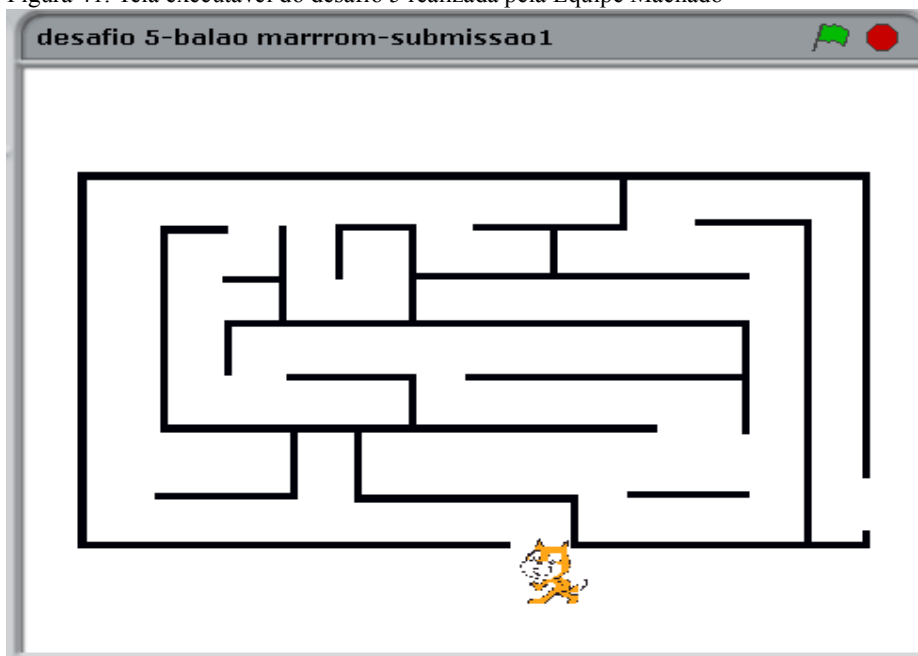 Figura 41: Tela executável do desafio 5 realizada pela Equipe Machado
desafio 5-balao marrrom-submissao1